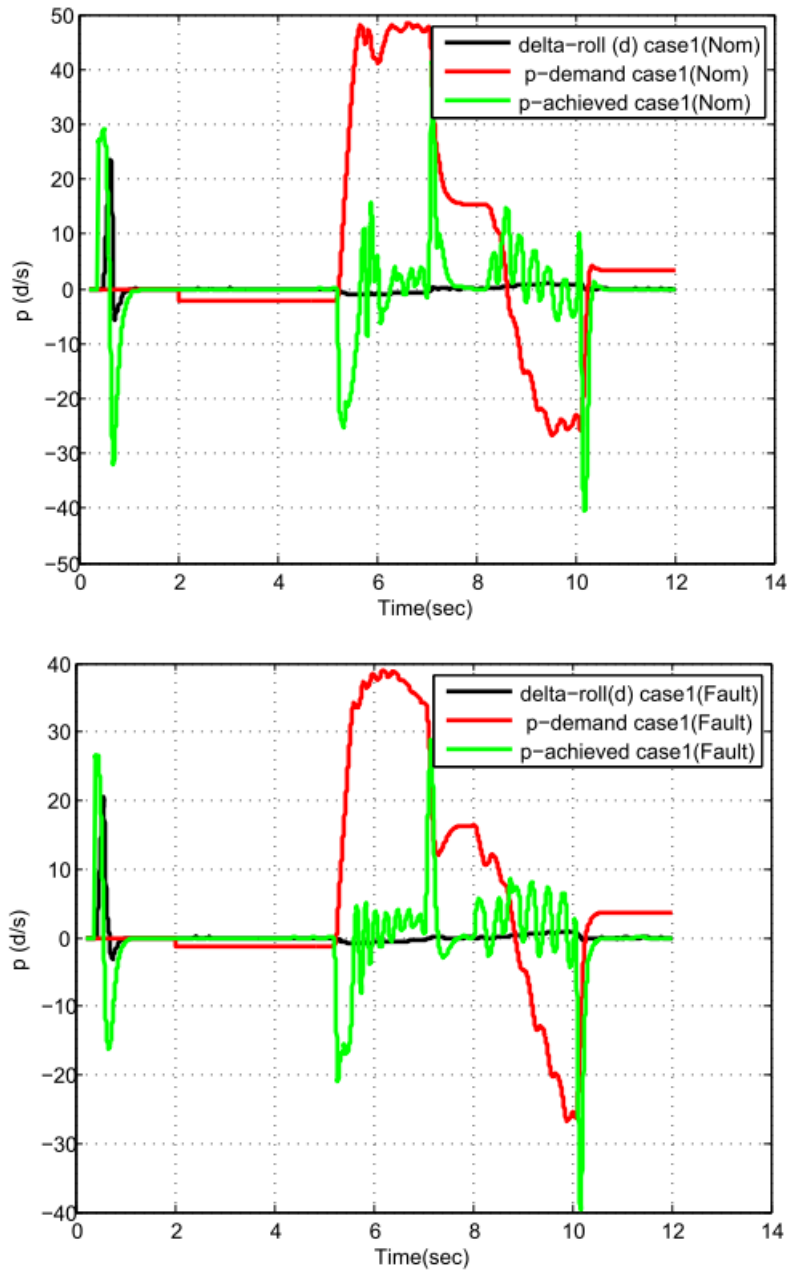 50
40
30
20
10
0
−10
−20
−30
−40
−50
p (d/s)
delta−roll (d) case1(Nom)
p−demand case1(Nom)
p−achieved case1(Nom)
0 2 4 6 8 10 12 14
Time(sec)
40
30
20
10
0
−10
−20
−30
−40
p (d/s)
delta−roll(d) case1(Fault)
p−demand case1(Fault)
p−achieved case1(Fault)
0 2 4 6 8 10 12 14
Time(sec)